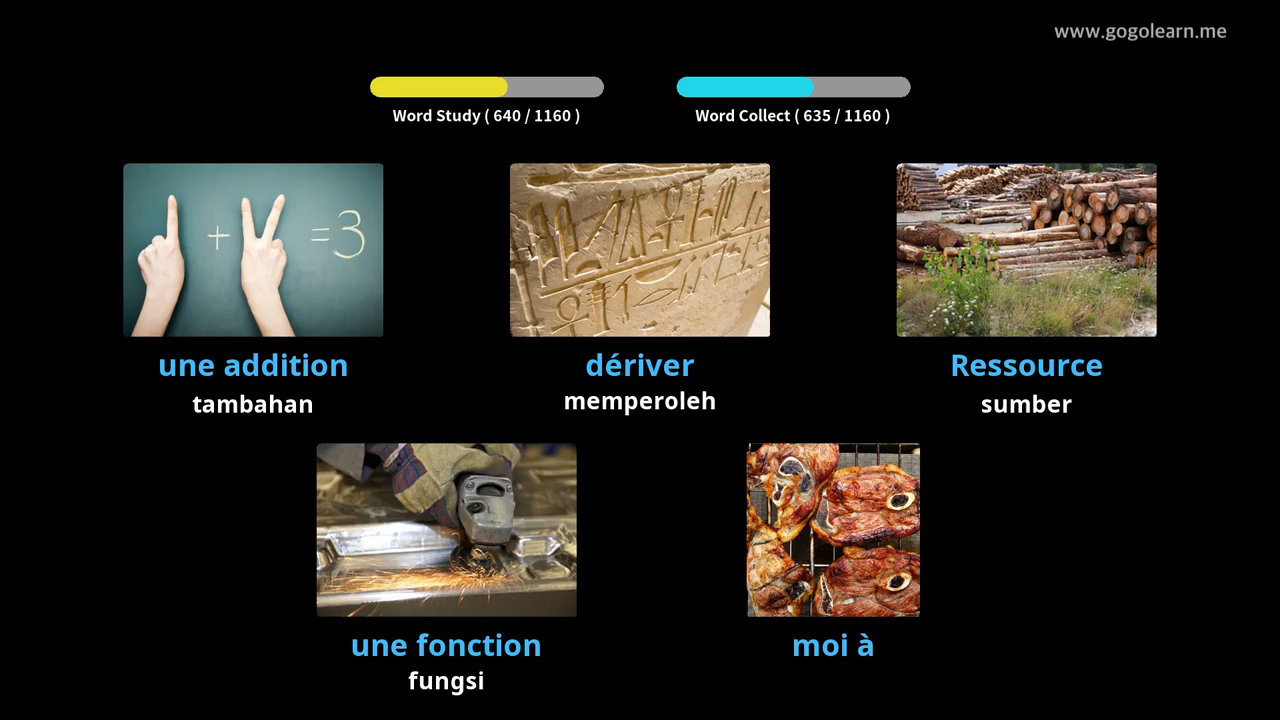 www.gogolearn.me
Word Study ( 640 / 1160 )
Word Collect ( 635 / 1160 )
+ =3
une addition
tambahan
dériver
memperoleh
Ressource
sumber
une fonction
fungsi
moi à